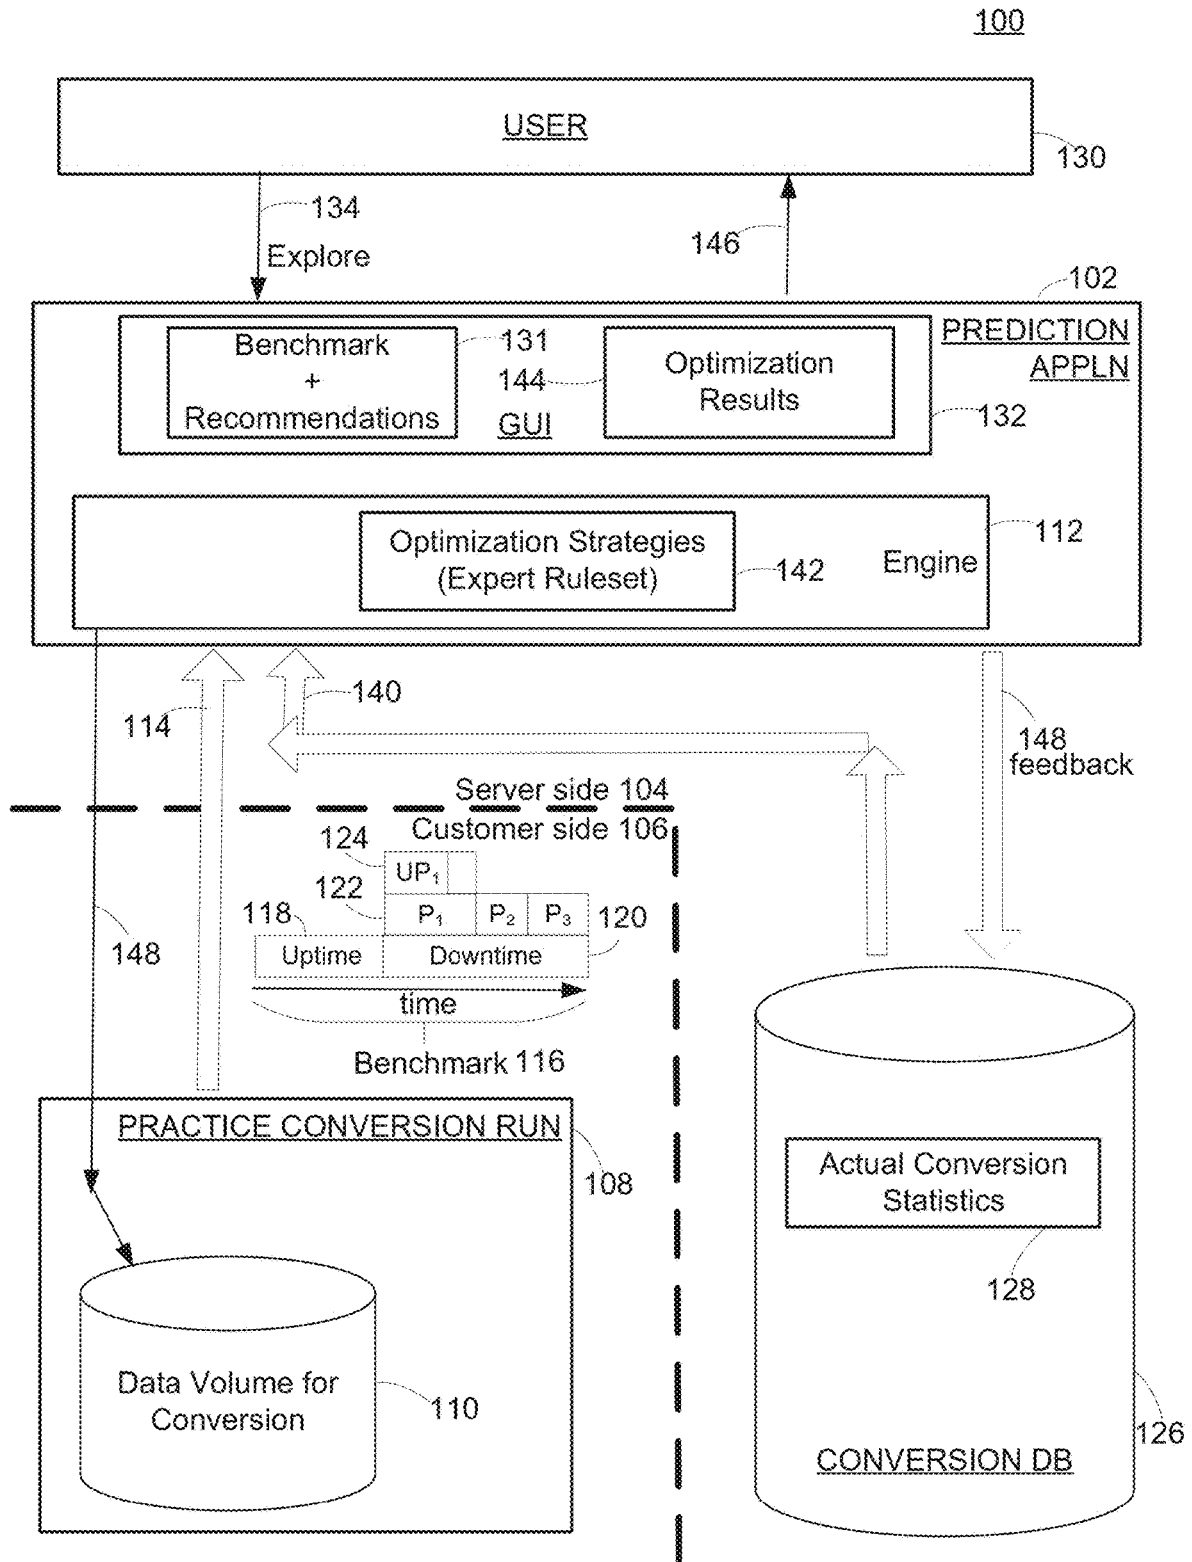 100
USER
130
134
Explore
146
102
PREDICTION
APPLN
Benchmark
+
Recommendations
131
144
GUI
Optimization
Results
132
Optimization Strategies
(Expert Ruleset)
142
Engine
112
114
140
148
feedback
Server side 104
Customer side 106
124
UP1
122
P1
P2
P3
118
120
Uptime
Downtime
148
time
Benchmark 116
PRACTICE CONVERSION RUN
108
Actual Conversion
Statistics
128
Data Volume for
Conversion
110
126
CONVERSION DB